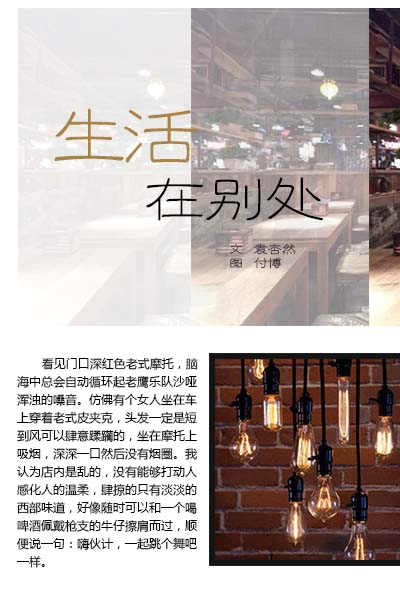 生活
在别处
文 袁杏然
图 付博
看见门口深红色老式摩托，脑
海中总会自动循环起老鹰乐队沙哑
浑浊的嗓音。仿佛有个女人坐在车
上穿着老式皮夹克，头发一定是短
到风可以肆意蹂躏的，坐在摩托上
吸烟，深深一口然后没有烟圈。我
认为店内是乱的，没有能够打动人
感化人的温柔，肆掠的只有淡淡的
西部味道，好像随时可以和一个喝
啤酒佩戴枪支的牛仔擦肩而过，顺
便说一句：嗨伙计，一起跳个舞吧
一样。